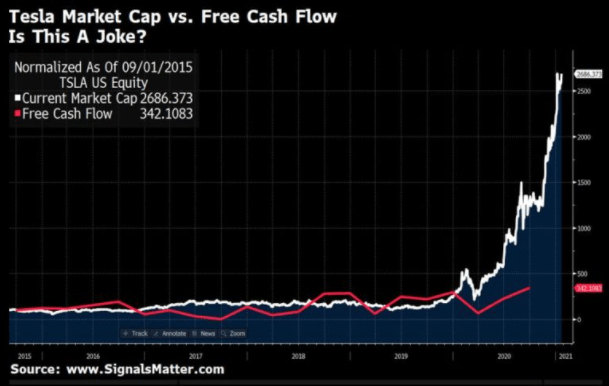 Tesla Market Cap vs. Free Cash Flow
Is This A Joke?
Normalized As Of 09/01/2015
TSLA US Equity
Current Market Cap 2686.373
Free Cash Flow 342.1083
2686.373
2500
2000
1500
1000
500
342.1083
0
Track Annotate News Zoom
2015 2016 2017 2018 2019 2020 2021
Source: www.SignalsMatter.com